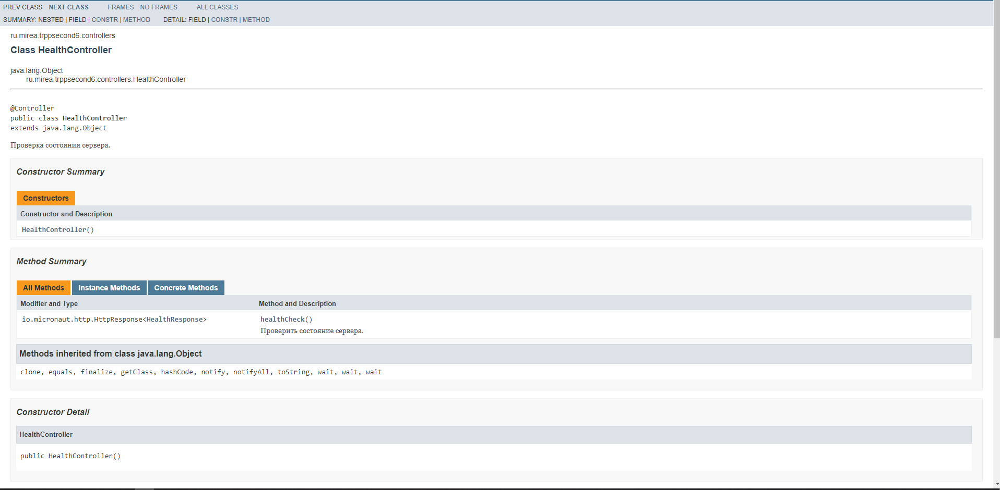 PREV CLASS NEXT CLASS FRAMES NO FRAMES ALL CLASSES
SUMMARY: NESTED | FIELD | CONSTR | METHOD DETAIL: FIELD | CONSTR | METHOD
ru.mirea.trppsecond6.controllers
Class HealthController
java.lang.Object
ru.mirea.trppsecond6.controllers.HealthController
@Controller
public class HealthController
extends java.lang.Object
Проверка состояния сервера.
Constructor Summary
Constructors
Constructor and Description
HealthController()
Method Summary
All Methods Instance Methods Concrete Methods
Modifier and Type Method and Description
io.micronaut.http.HttpResponse<HealthResponse> healthCheck()
Проверить состояние сервера.
Methods inherited from class java.lang.Object
clone, equals, finalize, getClass, hashCode, notify, notifyAll, toString, wait, wait, wait
Constructor Detail
HealthController
public HealthController()